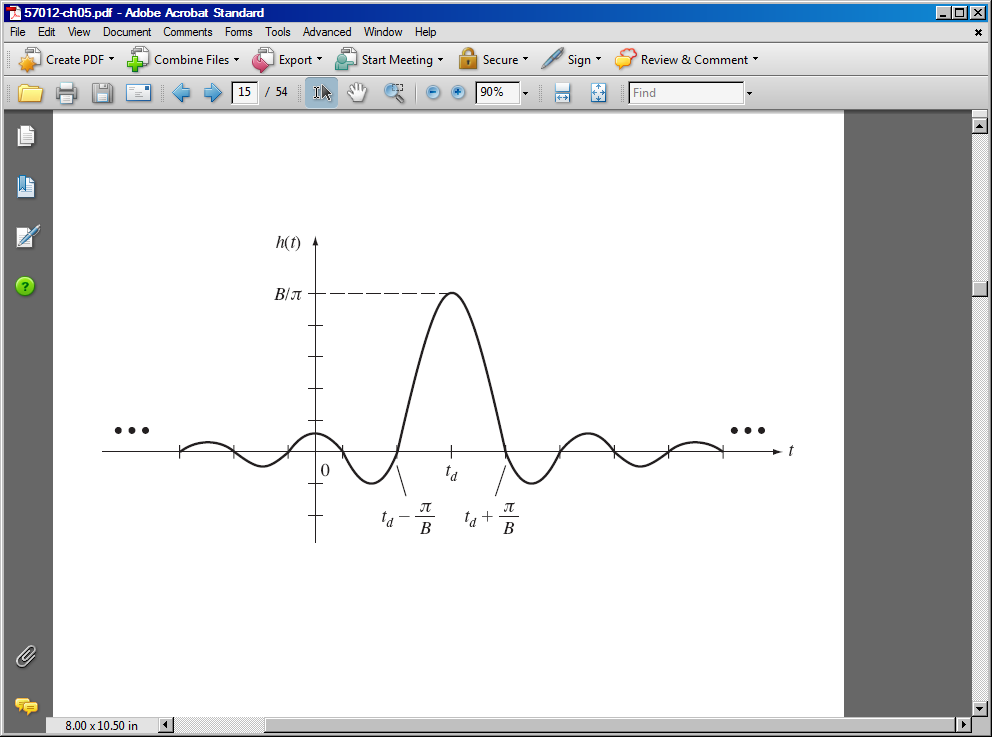 57012-ch05.pdf - Adobe Acrobat Standard
File Edit View Document Comments Forms Tools Advanced Window Help
Create PDF Combine Files Export Start Meeting Secure Sign Review & Comment
15 / 54 90% Find
h(t)
B/π
t
0
t_d
t_d − π/B t_d + π/B
8.00 x 10.50 in